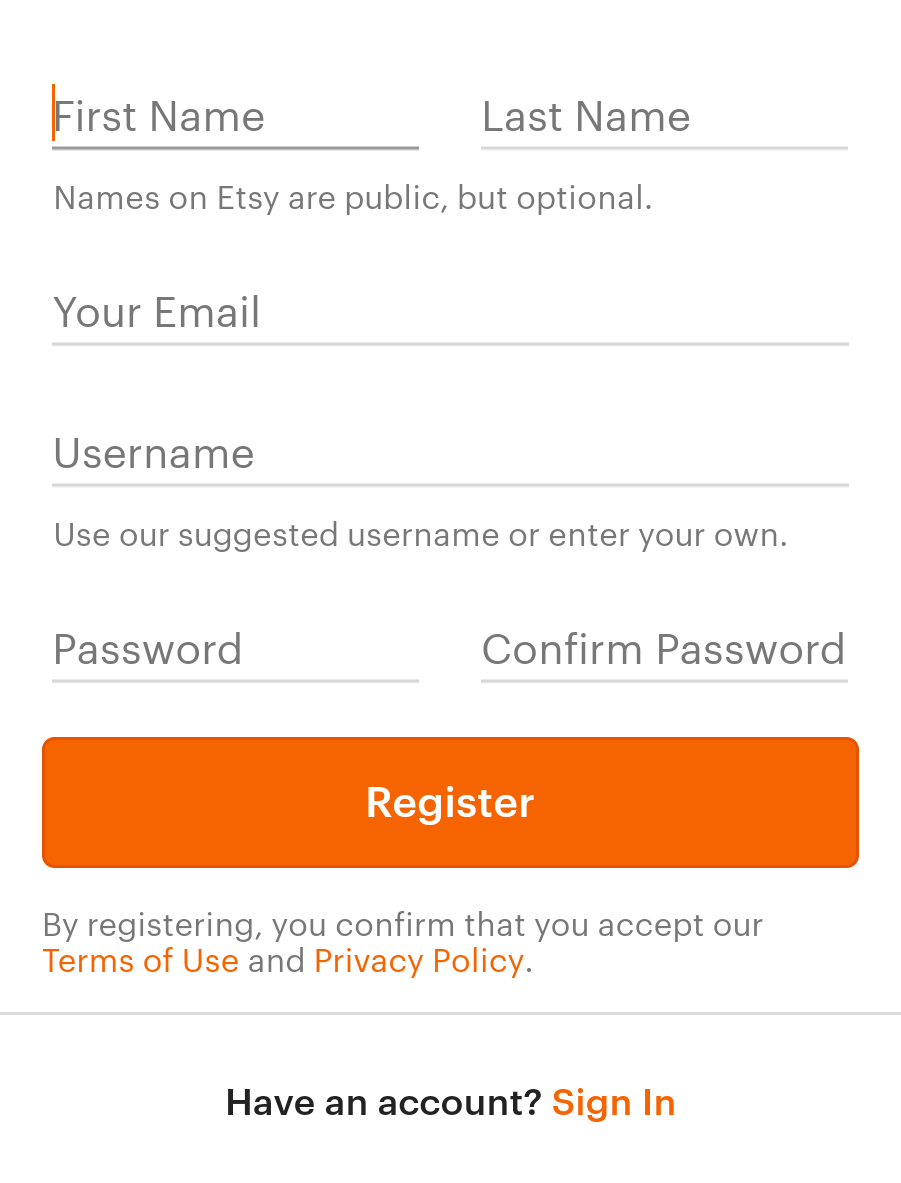 First Name Last Name
Names on Etsy are public, but optional.
Your Email
Username
Use our suggested username or enter your own.
Password Confirm Password
Register
By registering, you confirm that you accept our
Terms of Use and Privacy Policy.
Have an account? Sign In